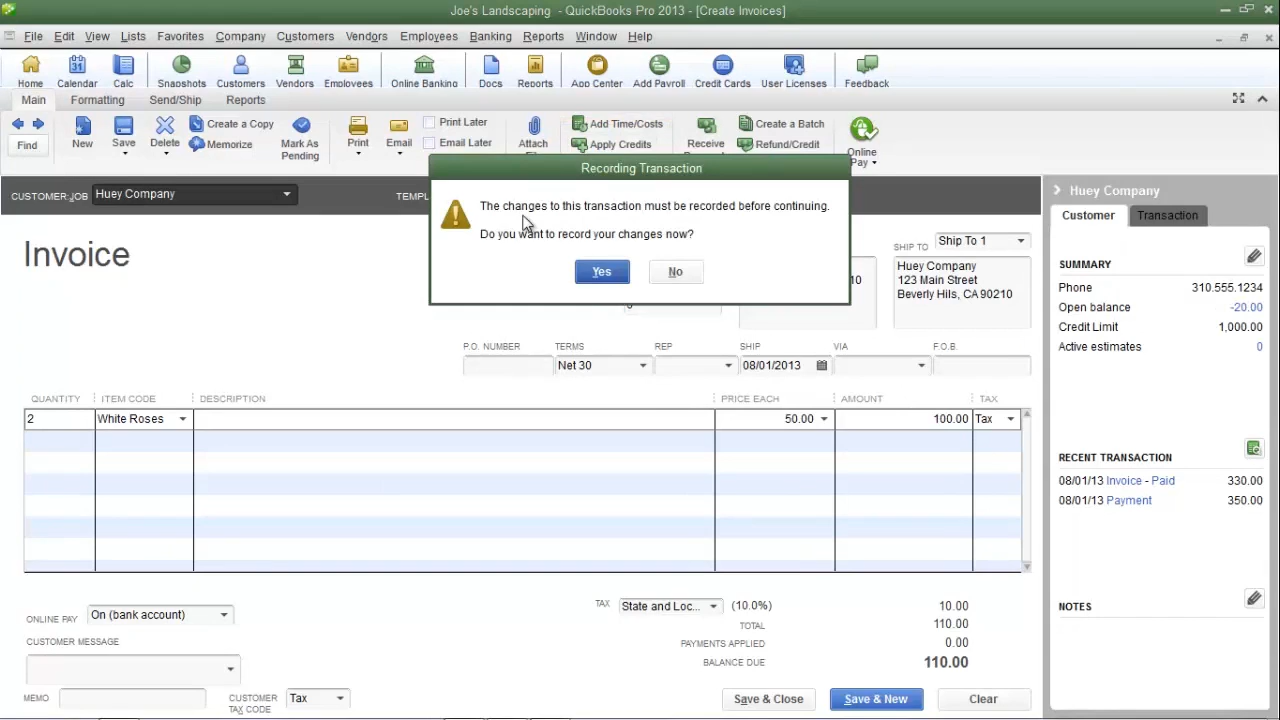 Joe's Landscaping - QuickBooks Pro 2013 - [Create Invoices]
File Edit View Lists Favorites Company Customers Vendors Employees Banking Reports Window Help
Home Calendar Calc Snapshots Customers Vendors Employees Online Banking Docs Reports App Center Add Payroll Credit Cards User Licenses Feedback
Main Formatting Send/Ship Reports
Find New Save Delete Create a Copy Memorize Mark As Pending Print Email Print Later Email Later Attach Add Time/Costs Apply Credits Receive Create a Batch Refund/Credit Online Pay
Recording Transaction
The changes to this transaction must be recorded before continuing.
Do you want to record your changes now?
Yes No
CUSTOMER:JOB Huey Company TEMPL
Invoice
SHIP TO Ship To 1
Huey Company
123 Main Street
Beverly Hils, CA 90210
10
P.O. NUMBER TERMS REP SHIP VIA F.O.B.
Net 30 08/01/2013
QUANTITY ITEM CODE DESCRIPTION PRICE EACH AMOUNT TAX
2 White Roses 50.00 100.00 Tax
ONLINE PAY On (bank account)
CUSTOMER MESSAGE
MEMO CUSTOMER TAX CODE Tax
TAX State and Loc... (10.0%) 10.00
TOTAL 110.00
PAYMENTS APPLIED 0.00
BALANCE DUE 110.00
Save & Close Save & New Clear
Huey Company
Customer Transaction
SUMMARY
Phone 310.555.1234
Open balance -20.00
Credit Limit 1,000.00
Active estimates 0
RECENT TRANSACTION
08/01/13 Invoice - Paid 330.00
08/01/13 Payment 350.00
NOTES